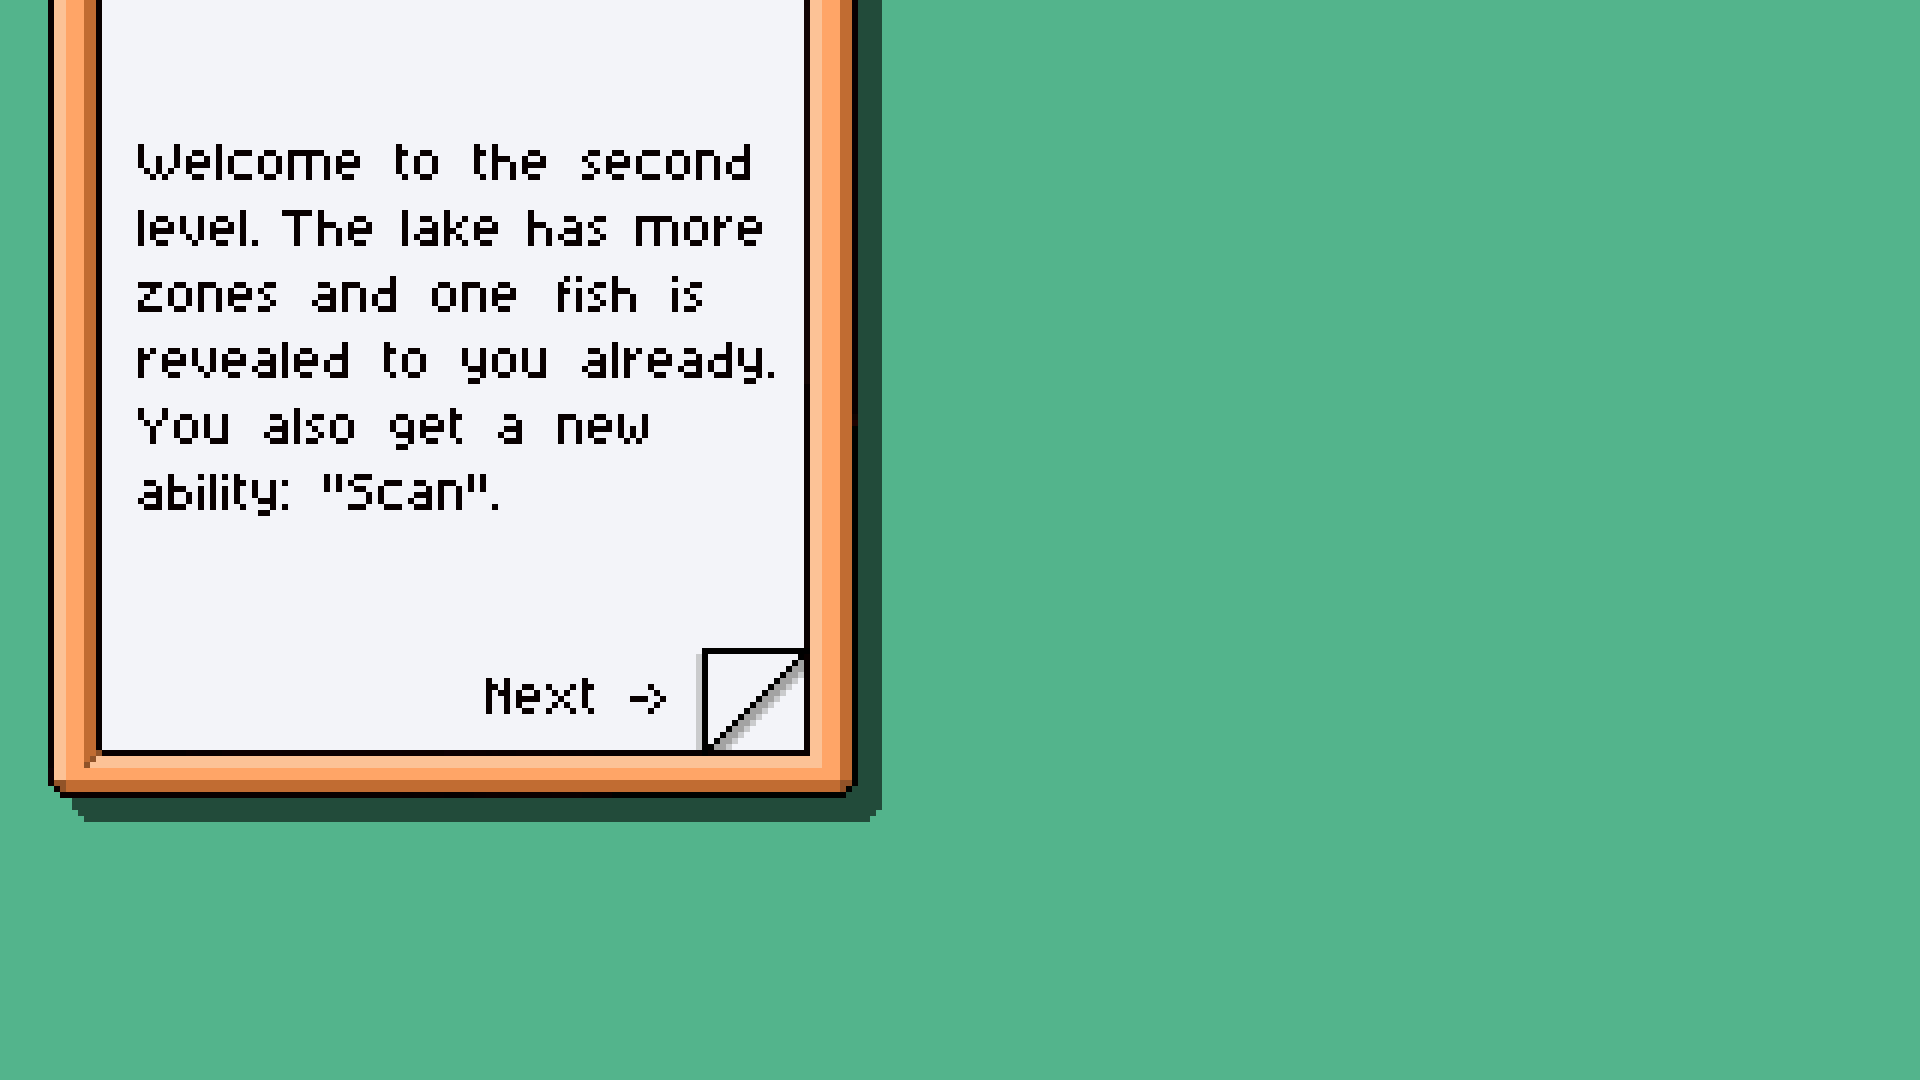 Welcome to the second
level. The lake has more
zones and one fish is
revealed to you already.
You also get a new
ability: "Scan".
Next ->